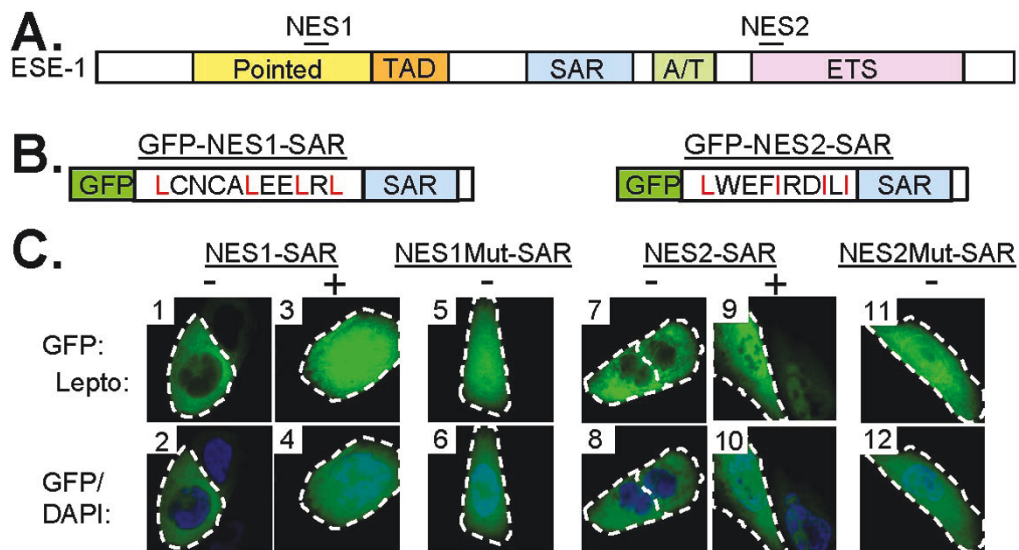 A.
NES1 NES2
ESE-1 Pointed TAD SAR A/T ETS
B.
GFP-NES1-SAR GFP-NES2-SAR
GFP LCNCALEELRL SAR GFP LWEFIRDILI SAR
C.
NES1-SAR NES1Mut-SAR NES2-SAR NES2Mut-SAR
- + - - + -
GFP: 1 3 5 7 9 11
Lepto:
GFP/ 2 4 6 8 10 12
DAPI: